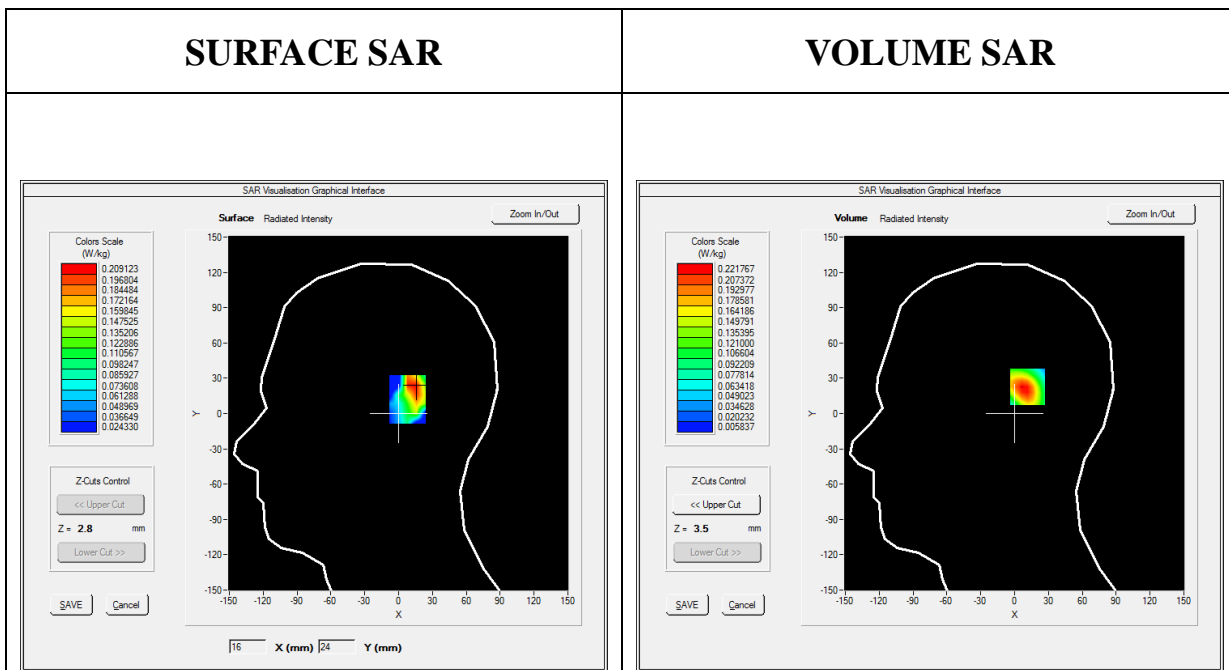 SURFACE SAR
VOLUME SAR
SAR Visualisation Graphical Interface
Surface Radiated Intensity
Zoom In/Out
Colors Scale
(W/kg)
0.209123
0.196804
0.184484
0.172164
0.159845
0.147525
0.135206
0.122886
0.110567
0.098247
0.085927
0.073608
0.061288
0.048969
0.036649
0.024330
Z-Cuts Control
<< Upper Cut
Z = 2.8 mm
Lower Cut >>
SAVE Cancel
150
120
90
60
30
0
-30
-60
-90
-120
-150
Y
-150 -120 -90 -60 -30 0 30 60 90 120 150
X
16 X (mm) 24 Y (mm)
SAR Visualisation Graphical Interface
Volume Radiated Intensity
Zoom In/Out
Colors Scale
(W/kg)
0.221767
0.207372
0.192977
0.178581
0.164186
0.149791
0.135395
0.121000
0.106604
0.092209
0.077814
0.063418
0.049023
0.034628
0.020232
0.005837
Z-Cuts Control
<< Upper Cut
Z = 3.5 mm
Lower Cut >>
SAVE Cancel
150
120
90
60
30
0
-30
-60
-90
-120
-150
Y
-150 -120 -90 -60 -30 0 30 60 90 120 150
X